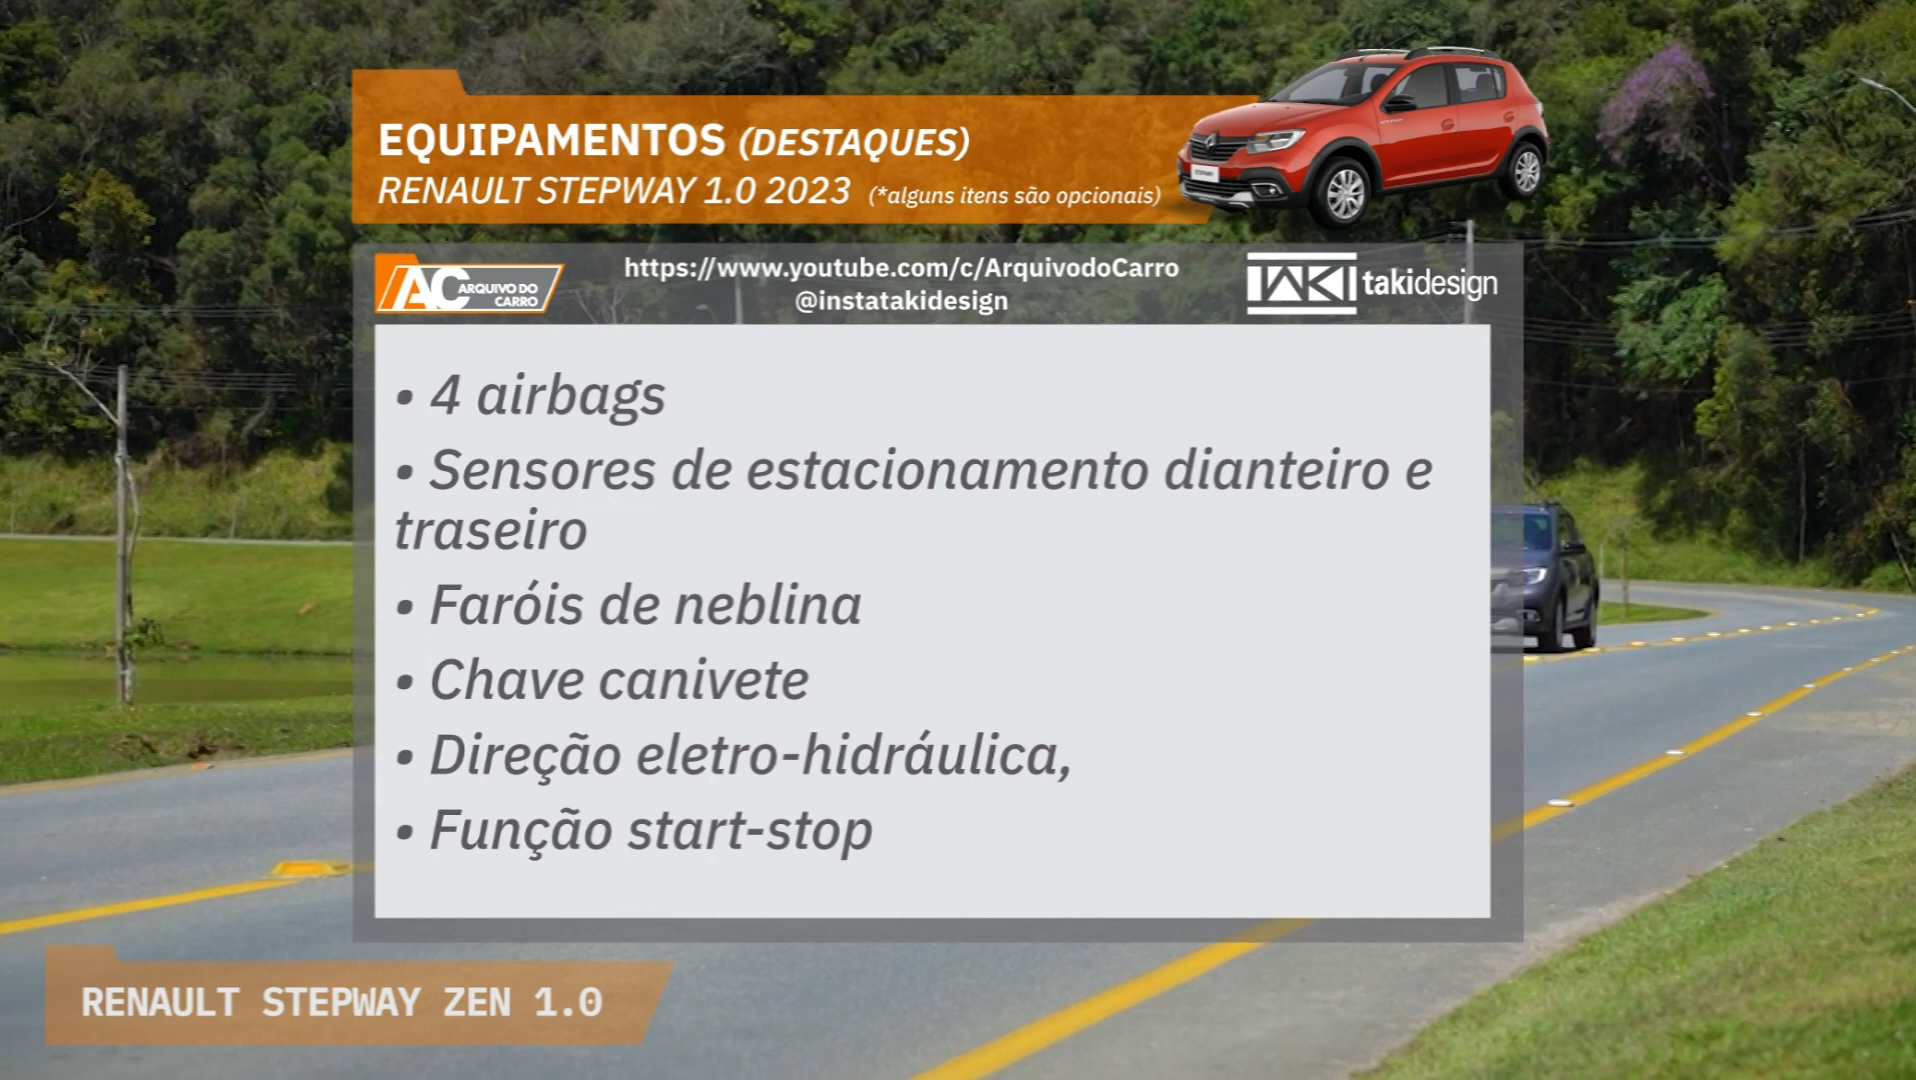 EQUIPAMENTOS (DESTAQUES)
RENAULT STEPWAY 1.0 2023 (*alguns itens são opcionais)
AC ARQUIVO DO
CARRO
https://www.youtube.com/c/ArquivodoCarro
@instatakidesign
TAKI takidesign
• 4 airbags
• Sensores de estacionamento dianteiro e
traseiro
• Faróis de neblina
• Chave canivete
• Direção eletro-hidráulica,
• Função start-stop
RENAULT STEPWAY ZEN 1.0